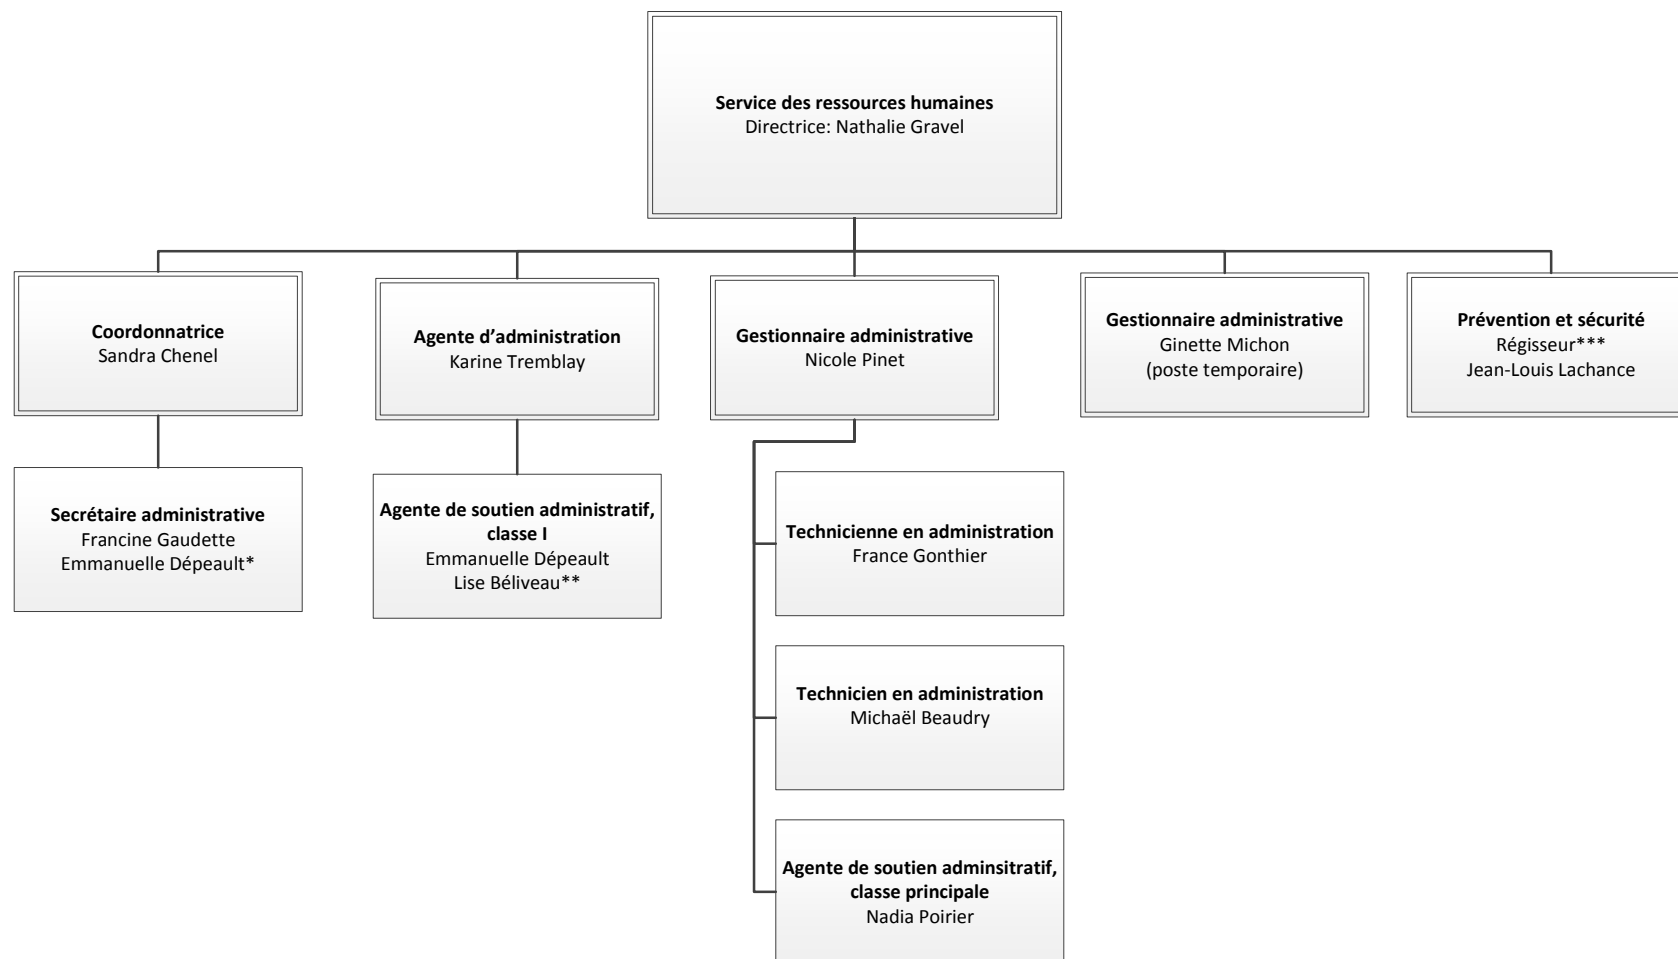 Service des ressources humaines
Directrice: Nathalie Gravel
Coordonnatrice
Sandra Chenel
Agente d'administration
Karine Tremblay
Gestionnaire administrative
Nicole Pinet
Gestionnaire administrative
Ginette Michon
(poste temporaire)
Prévention et sécurité
Régisseur***
Jean-Louis Lachance
Secrétaire administrative
Francine Gaudette
Emmanuelle Dépeault*
Agente de soutien administratif,
classe I
Emmanuelle Dépeault
Lise Béliveau**
Technicienne en administration
France Gonthier
Technicien en administration
Michaël Beaudry
Agente de soutien adminsitratif,
classe principale
Nadia Poirier